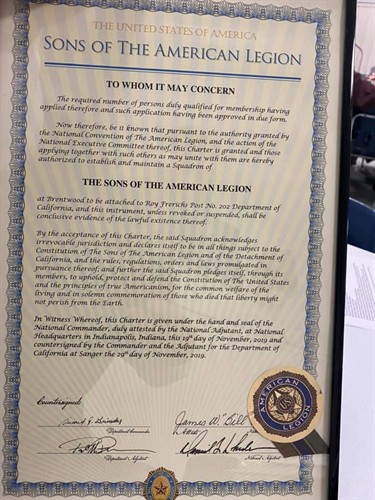 THE UNITED STATES OF AMERICA
SONS OF THE AMERICAN LEGION
TO WHOM IT MAY CONCERN
The required number of persons duly qualified for membership having
applied therefore and such application having been approved in due form.
Now therefore, be it known that pursuant to the authority granted by
the National Convention of The American Legion, and the action of the
National Executive Committee thereof, this Charter is granted and those
applying together with such others as may unite with them are hereby
authorized to establish and maintain a Squadron of
THE SONS OF THE AMERICAN LEGION
at Brentwood to be attached to Roy Frerichs Post No. 202 Department of
California, and this instrument, unless revoked or suspended, shall be
conclusive evidence of the lawful existence thereof.
By the acceptance of this Charter, the said Squadron acknowledges
irrevocable jurisdiction and declares itself to be in all things subject to the
Constitution of The Sons of The American Legion and of the Detachment of
California, and the rules, regulations, orders and laws promulgated in
pursuance thereof; and further the said Squadron pledges itself, through its
members, to uphold, protect and defend the Constitution of The United States
and the principles of true Americanism, for the common welfare of the
living and in solemn commemoration of those who died that liberty might
not perish from the Earth.
In Witness Whereof, this Charter is given under the hand and seal of the
National Commander, duly attested by the National Adjutant, at National
Headquarters in Indianapolis, Indiana, this 19th day of November, 2019 and
countersigned by the Commander and the Adjutant for the Department of
California at Sanger the 29th day of November, 2019.
Countersigned:
James W. "Bill"
Department Commander
Department Adjutant
National Adjutant
AMERICAN
LEGION